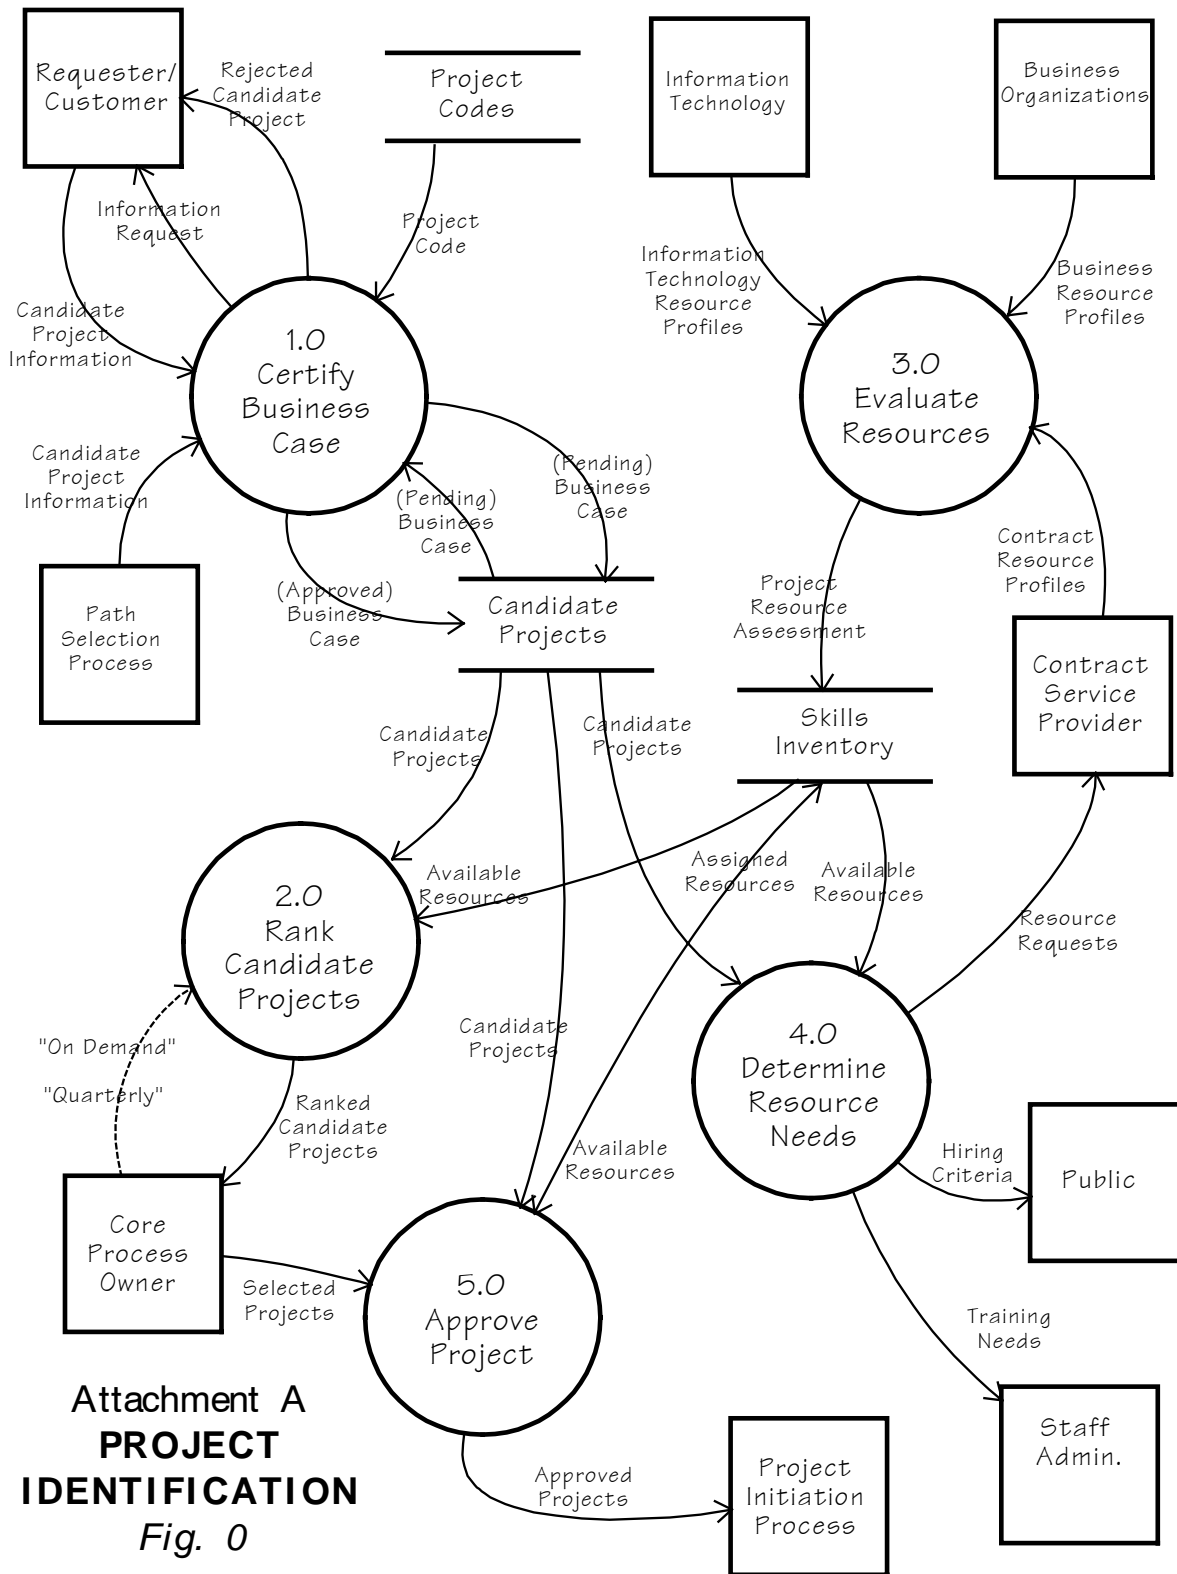 Requester/
Customer
Rejected
Candidate
Project
Project
Codes
Information
Technology
Business
Organizations
Information
Request
Project
Code
Information
Technology
Resource
Profiles
Business
Resource
Profiles
Candidate
Project
Information
1.0
Certify
Business
Case
3.0
Evaluate
Resources
Candidate
Project
Information
(Pending)
Business
Case
(Pending)
Business
Case
Contract
Resource
Profiles
(Approved)
Business
Case
Candidate
Projects
Project
Resource
Assessment
Path
Selection
Process
Contract
Service
Provider
Candidate
Projects
Candidate
Projects
Skills
Inventory
Available
Resources
Assigned
Resources
Available
Resources
Resource
Requests
2.0
Rank
Candidate
Projects
Candidate
Projects
4.0
Determine
Resource
Needs
"On Demand"
"Quarterly"
Ranked
Candidate
Projects
Available
Resources
Hiring
Criteria
Public
Core
Process
Owner
Selected
Projects
5.0
Approve
Project
Training
Needs
Staff
Admin.
Approved
Projects
Project
Initiation
Process
Attachment A
PROJECT
IDENTIFICATION
Fig. 0